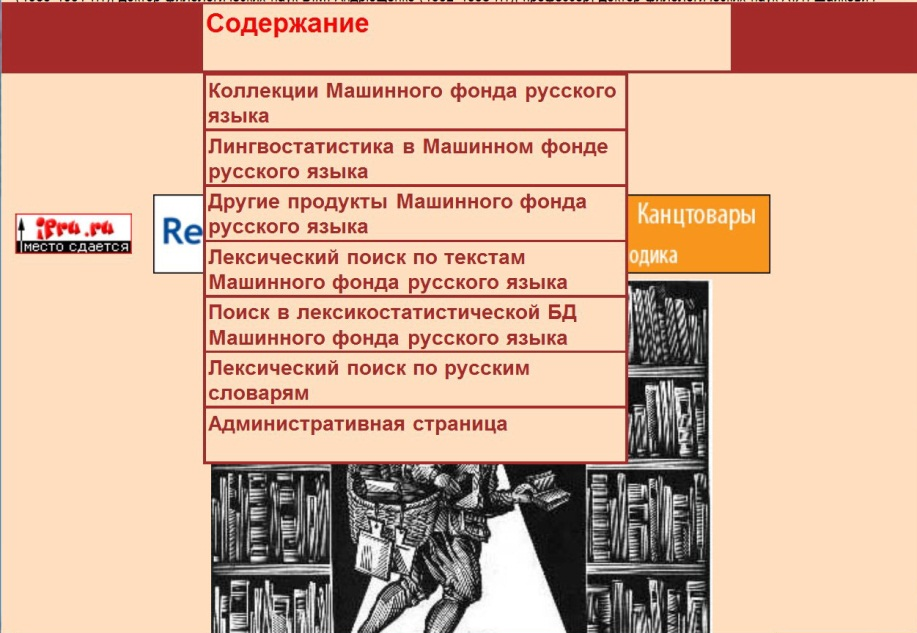 Содержание
Коллекции Машинного фонда русского
языка
Лингвостатистика в Машинном фонде
русского языка
Другие продукты Машинного фонда
русского языка
Лексический поиск по текстам
Машинного фонда русского языка
Поиск в лексикостатистической БД
Машинного фонда русского языка
Лексический поиск по русским
словарям
Административная страница
ipru.ru
место сдается
Re
Канцтовары
одика